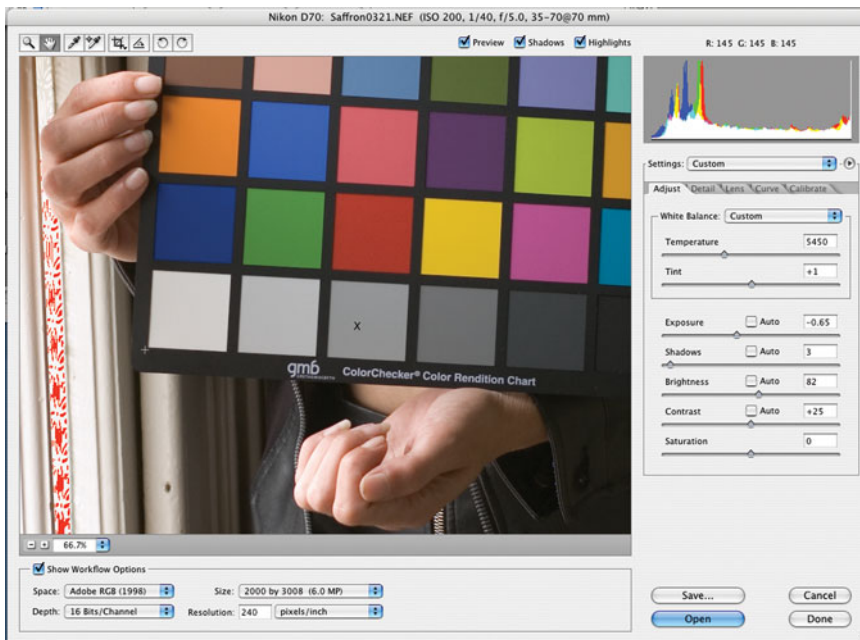 Nikon D70: Saffron0321.NEF (ISO 200, 1/40, f/5.0, 35-70@70 mm)
Preview Shadows Highlights
R: 145 G: 145 B: 145
Settings: Custom
Adjust Detail Lens Curve Calibrate
White Balance: Custom
Temperature 5450
Tint +1
Exposure Auto -0.65
Shadows Auto 3
Brightness Auto 82
Contrast Auto +25
Saturation 0
X
gmb ColorChecker® Color Rendition Chart
66.7%
Show Workflow Options
Space: Adobe RGB (1998) Size: 2000 by 3008 (6.0 MP)
Depth: 16 Bits/Channel Resolution: 240 pixels/inch
Save... Cancel
Open Done